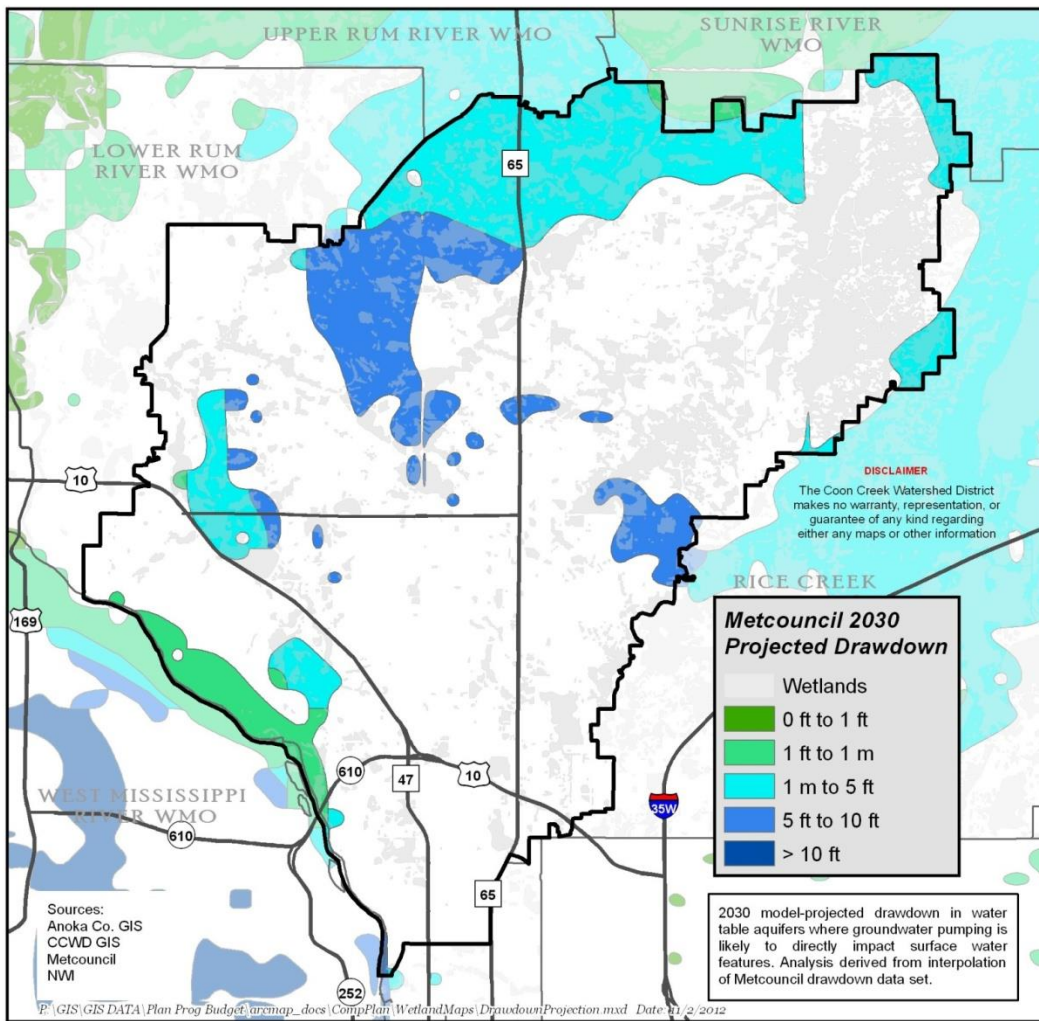 UPPER RUM RIVER WMO
SUNRISE RIVER
WMO
LOWER RUM
RIVER WMO
65
10
DISCLAIMER
The Coon Creek Watershed District
makes no warranty, representation, or
guarantee of any kind regarding
either any maps or other information
RICE CREEK
169
Metcouncil 2030
Projected Drawdown
Wetlands
0 ft to 1 ft
1 ft to 1 m
1 m to 5 ft
5 ft to 10 ft
> 10 ft
610
47
10
WEST MISSISSIPPI
RIVER WMO
610
35W
65
Sources:
Anoka Co. GIS
CCWD GIS
Metcouncil
NWI
2030 model-projected drawdown in water
table aquifers where groundwater pumping is
likely to directly impact surface water
features. Analysis derived from interpolation
of Metcouncil drawdown data set.
252
P:\GIS\GIS DATA\Plan Prog Budget\arcmap_docs\CompPlan\WetlandMaps\DrawdownProjection.mxd Date: 11/2/2012